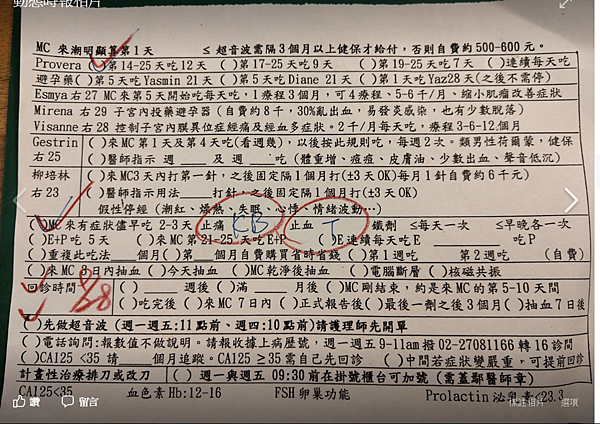 動態時報相片
MC 來潮明顯算第1天 ≤超音波需隔3個月以上健保才給付，否則自費約500-600元。
Provera ( )第14-25天吃12天 ( )第17-25天吃9天 ( )第19-25天吃7天 ( )連續每天吃
避孕藥( )第5天吃Yasmin 21天 ( )第5天吃Diane 21天 ( )第1天吃Yaz28天(之後不需停)
Esmya右27 MC來第5天開始吃每天吃，1療程3個月，可4療程、5-6千/月、縮小肌瘤改善症狀
Mirena 右29 子宮內投藥避孕器 (自費約8千，30%亂出血，易發炎感染，也有少數脫落)
Visanne右28 控制子宮內膜異位症經痛及經血多症狀。2千/月每天吃，療程3-6-12.個月
Gestrin ( )來MC第1天及第4天吃(看週幾)，以後按此規則吃，每週2次。類男性荷爾蒙，健保
右25 ( )醫師指示 週 及 週 吃 (體重增、痘痘、皮膚油、少數出血、聲音低沉)
柳培林 ( )來MC3天內打第一針，之後固定隔1個月打(±3天OK)每月1針自費約六千元
右23 ( )醫師指示用法 打針，之後固定隔1個月打(±3天OK)
假性停經 (潮紅、燥熱、失眠、心悸、情緒波動…)
( )MC來有症狀儘早吃 2-3天 止痛 KB 止血 T 鐵劑 ≤每天一次 ≤早晚各一次
( )E+P吃 5天 ( )來MC第21-25天吃E+P ( )E連續每天吃E 吃P
( )重複此吃法 個月( )第 個月自費購買省時省錢 ( )第1週吃 第2週吃 (自費)
( )來MC 3日內抽血 ( )今天抽血 ( )MC乾淨後抽血 ( )電腦斷層 ( )核磁共振
回診時間 ( ) 週後 ( )滿 月後 ( )MC剛結束，約是來MC的第5-10天間
( )吃完後 ( )來MC 7日內 ( )正式報告後( )最後一劑之後3個月 ( )抽血7日後
( )先做超音波 (週一週五:11點前、週四:10點前)請護理師先開單
( )電話詢問:報數值不做說明。請報收據上病歷號，週一週五9-11am撥02-27081166轉16診間
( )CA125 <35 請 個月追蹤。CA125 ≥35需自己先回診 ( )中間若症狀變嚴重，可提前回診
計畫性治療排刀或改刀 ( ) 週一與週五 09:30前在掛號櫃台可加號 (需蓋鄒醫師章)
CA125<35 血色素Hb:12-16 FSH卵巢功能 Prolactin泌乳素<23.3
讚 留言 標註相片 選項